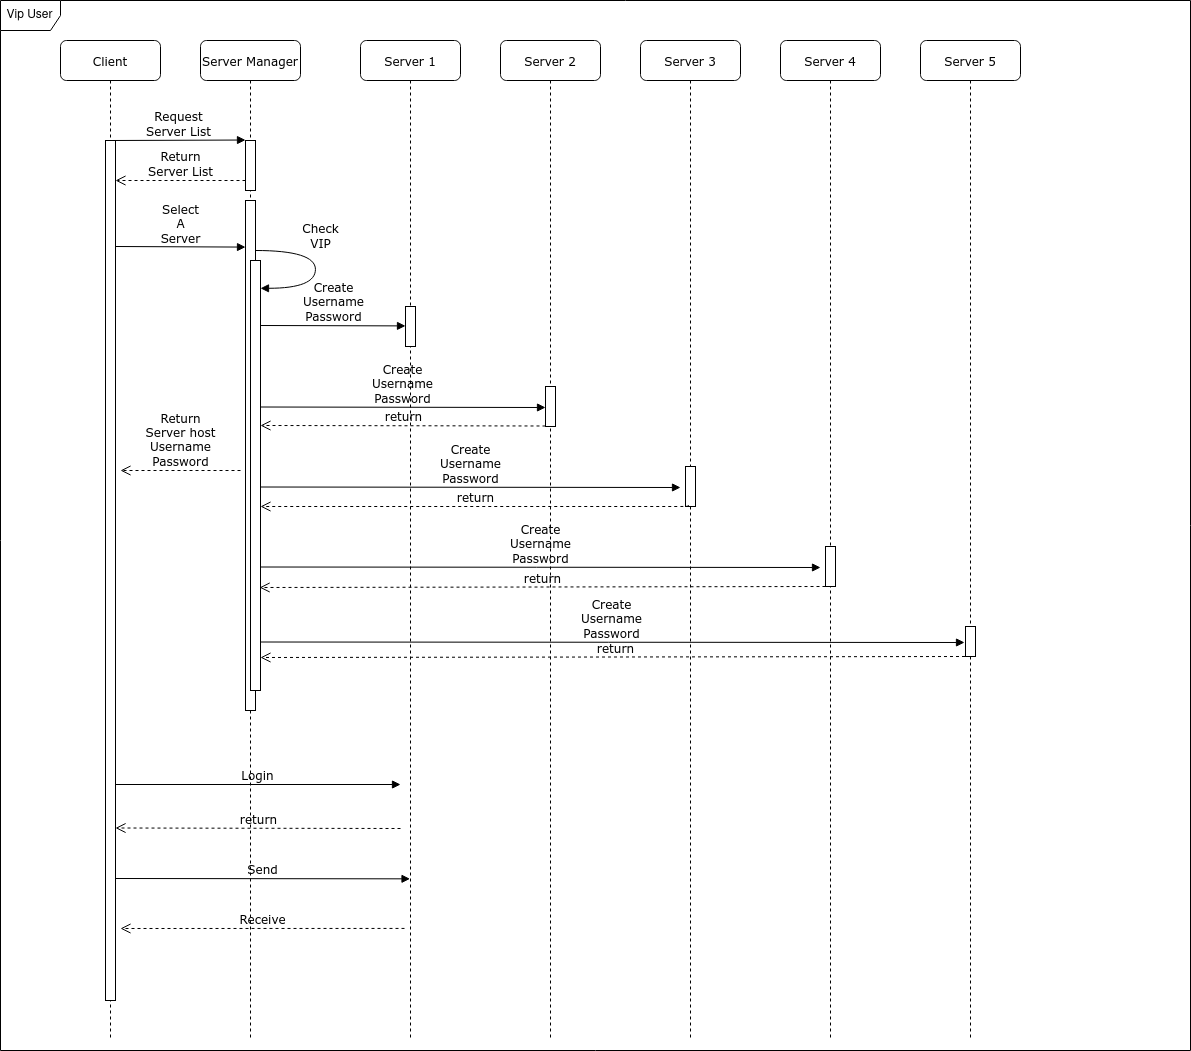 Vip User
Client
Server Manager
Server 1
Server 2
Server 3
Server 4
Server 5
Request
Server List
Return
Server List
Select
A
Server
Check
VIP
Create
Username
Password
Create
Username
Password
return
Return
Server host
Username
Password
Create
Username
Password
return
Create
Username
Password
return
Create
Username
Password
return
Login
return
Send
Receive